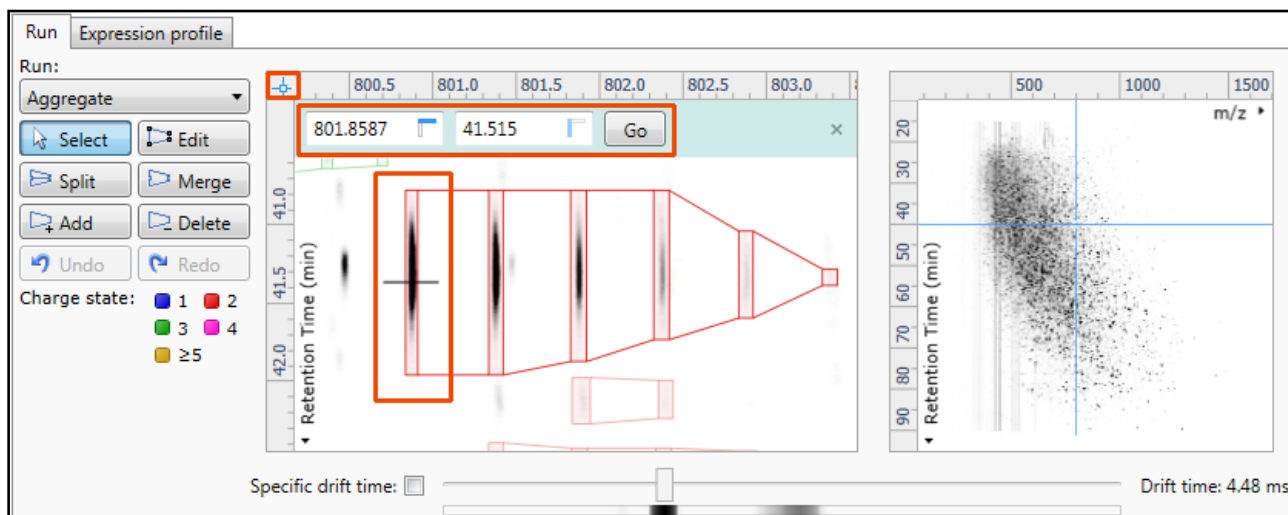 Run Expression profile
Run:
Aggregate
Select Edit
Split Merge
Add Delete
Undo Redo
Charge state: 1 2
3 4
≥5
800.5 801.0 801.5 802.0 802.5 803.0
801.8587 41.515 Go ×
41.0
41.5
42.0
Retention Time (min)
500 1000 1500
m/z
20
30
40
50
60
70
80
90
Retention Time (min)
Specific drift time: Drift time: 4.48 ms